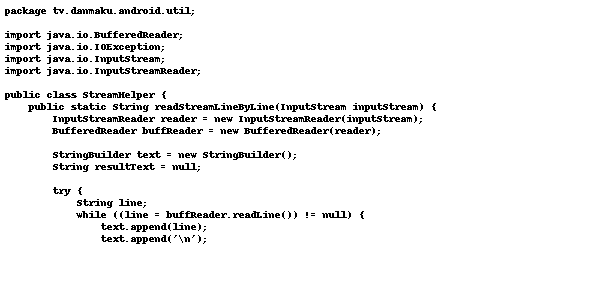 package tv.danmaku.android.util;

import java.io.BufferedReader;
import java.io.IOException;
import java.io.InputStream;
import java.io.InputStreamReader;

public class StreamHelper {
    public static String readStreamLineByLine(InputStream inputStream) {
        InputStreamReader reader = new InputStreamReader(inputStream);
        BufferedReader buffReader = new BufferedReader(reader);

        StringBuilder text = new StringBuilder();
        String resultText = null;

        try {
            String line;
            while ((line = buffReader.readLine()) != null) {
                text.append(line);
                text.append('\n');